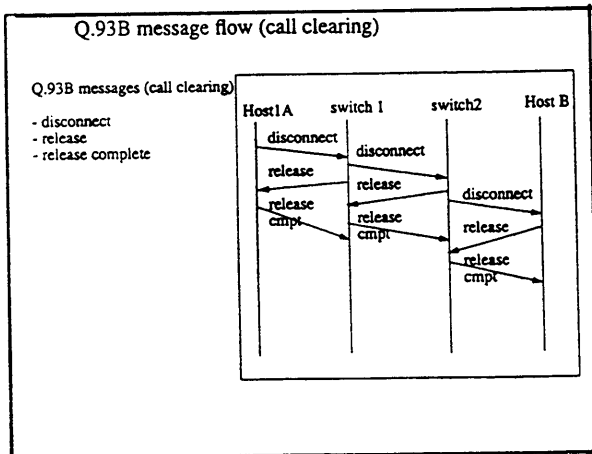 Q.93B message flow (call clearing)
Q.93B messages (call clearing)
- disconnect
- release
- release complete
Host1A switch 1 switch2 Host B
disconnect
disconnect
release
release
disconnect
release
cmpt
release
cmpt
release
release
cmpt